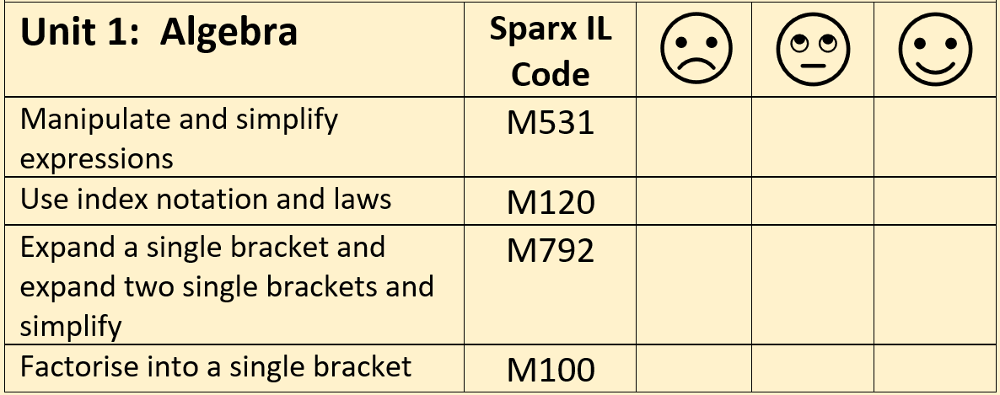 Unit 1:  Algebra
Sparx IL
Code
Manipulate and simplify
expressions
M531
Use index notation and laws
M120
Expand a single bracket and
expand two single brackets and
simplify
M792
Factorise into a single bracket
M100